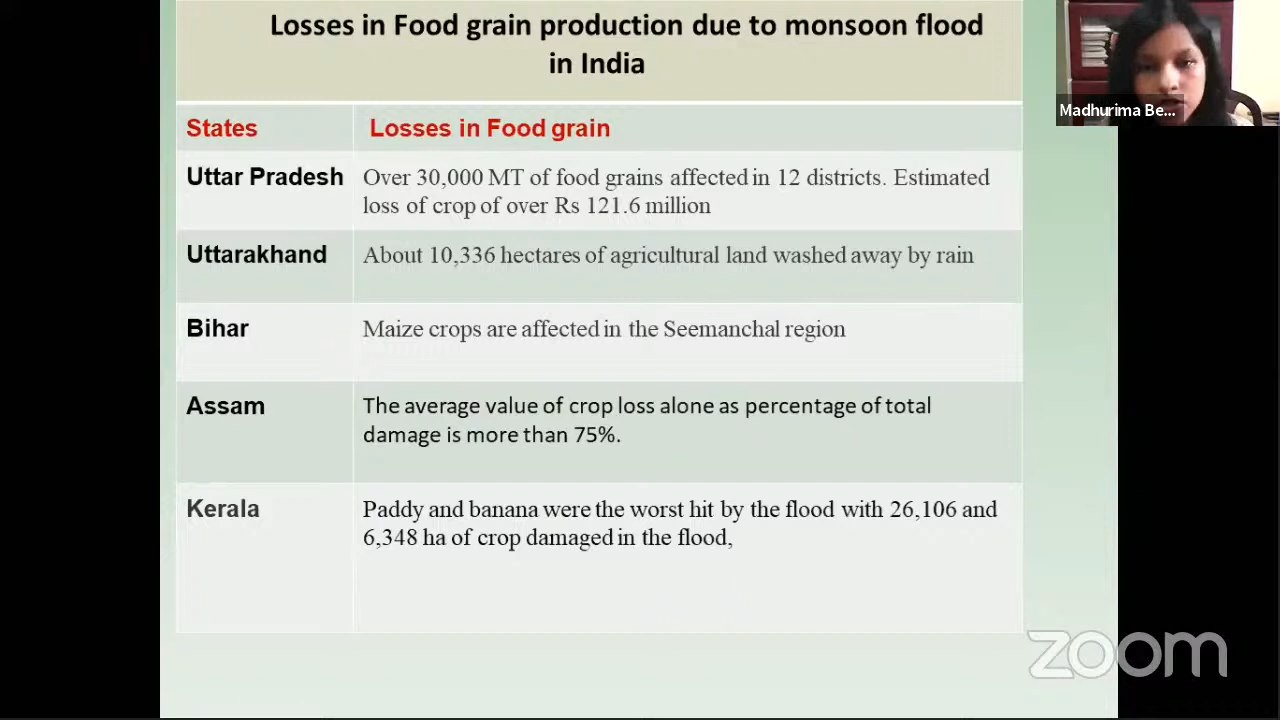 Losses in Food grain production due to monsoon flood
in India
States
Losses in Food grain
Uttar Pradesh
Over 30,000 MT of food grains affected in 12 districts. Estimated
loss of crop of over Rs 121.6 million
Uttarakhand
About 10,336 hectares of agricultural land washed away by rain
Bihar
Maize crops are affected in the Seemanchal region
Assam
The average value of crop loss alone as percentage of total
damage is more than 75%.
Kerala
Paddy and banana were the worst hit by the flood with 26,106 and
6,348 ha of crop damaged in the flood,
Madhurima Be...
zoom